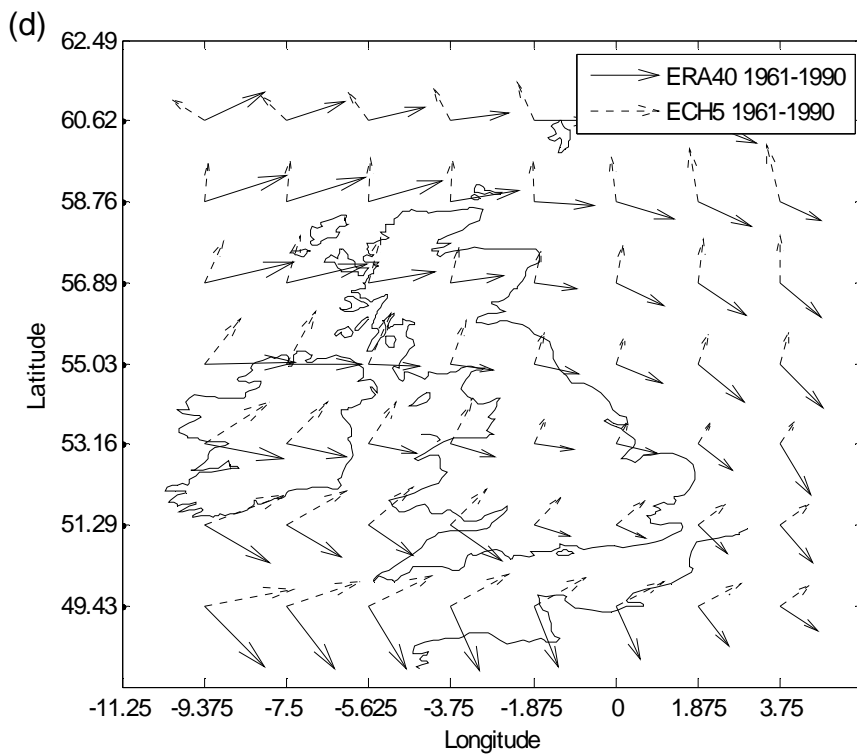 (d)
62.49
60.62
58.76
56.89
55.03
53.16
51.29
49.43
Latitude
ERA40 1961-1990
ECH5 1961-1990
-11.25 -9.375 -7.5 -5.625 -3.75 -1.875 0 1.875 3.75
Longitude